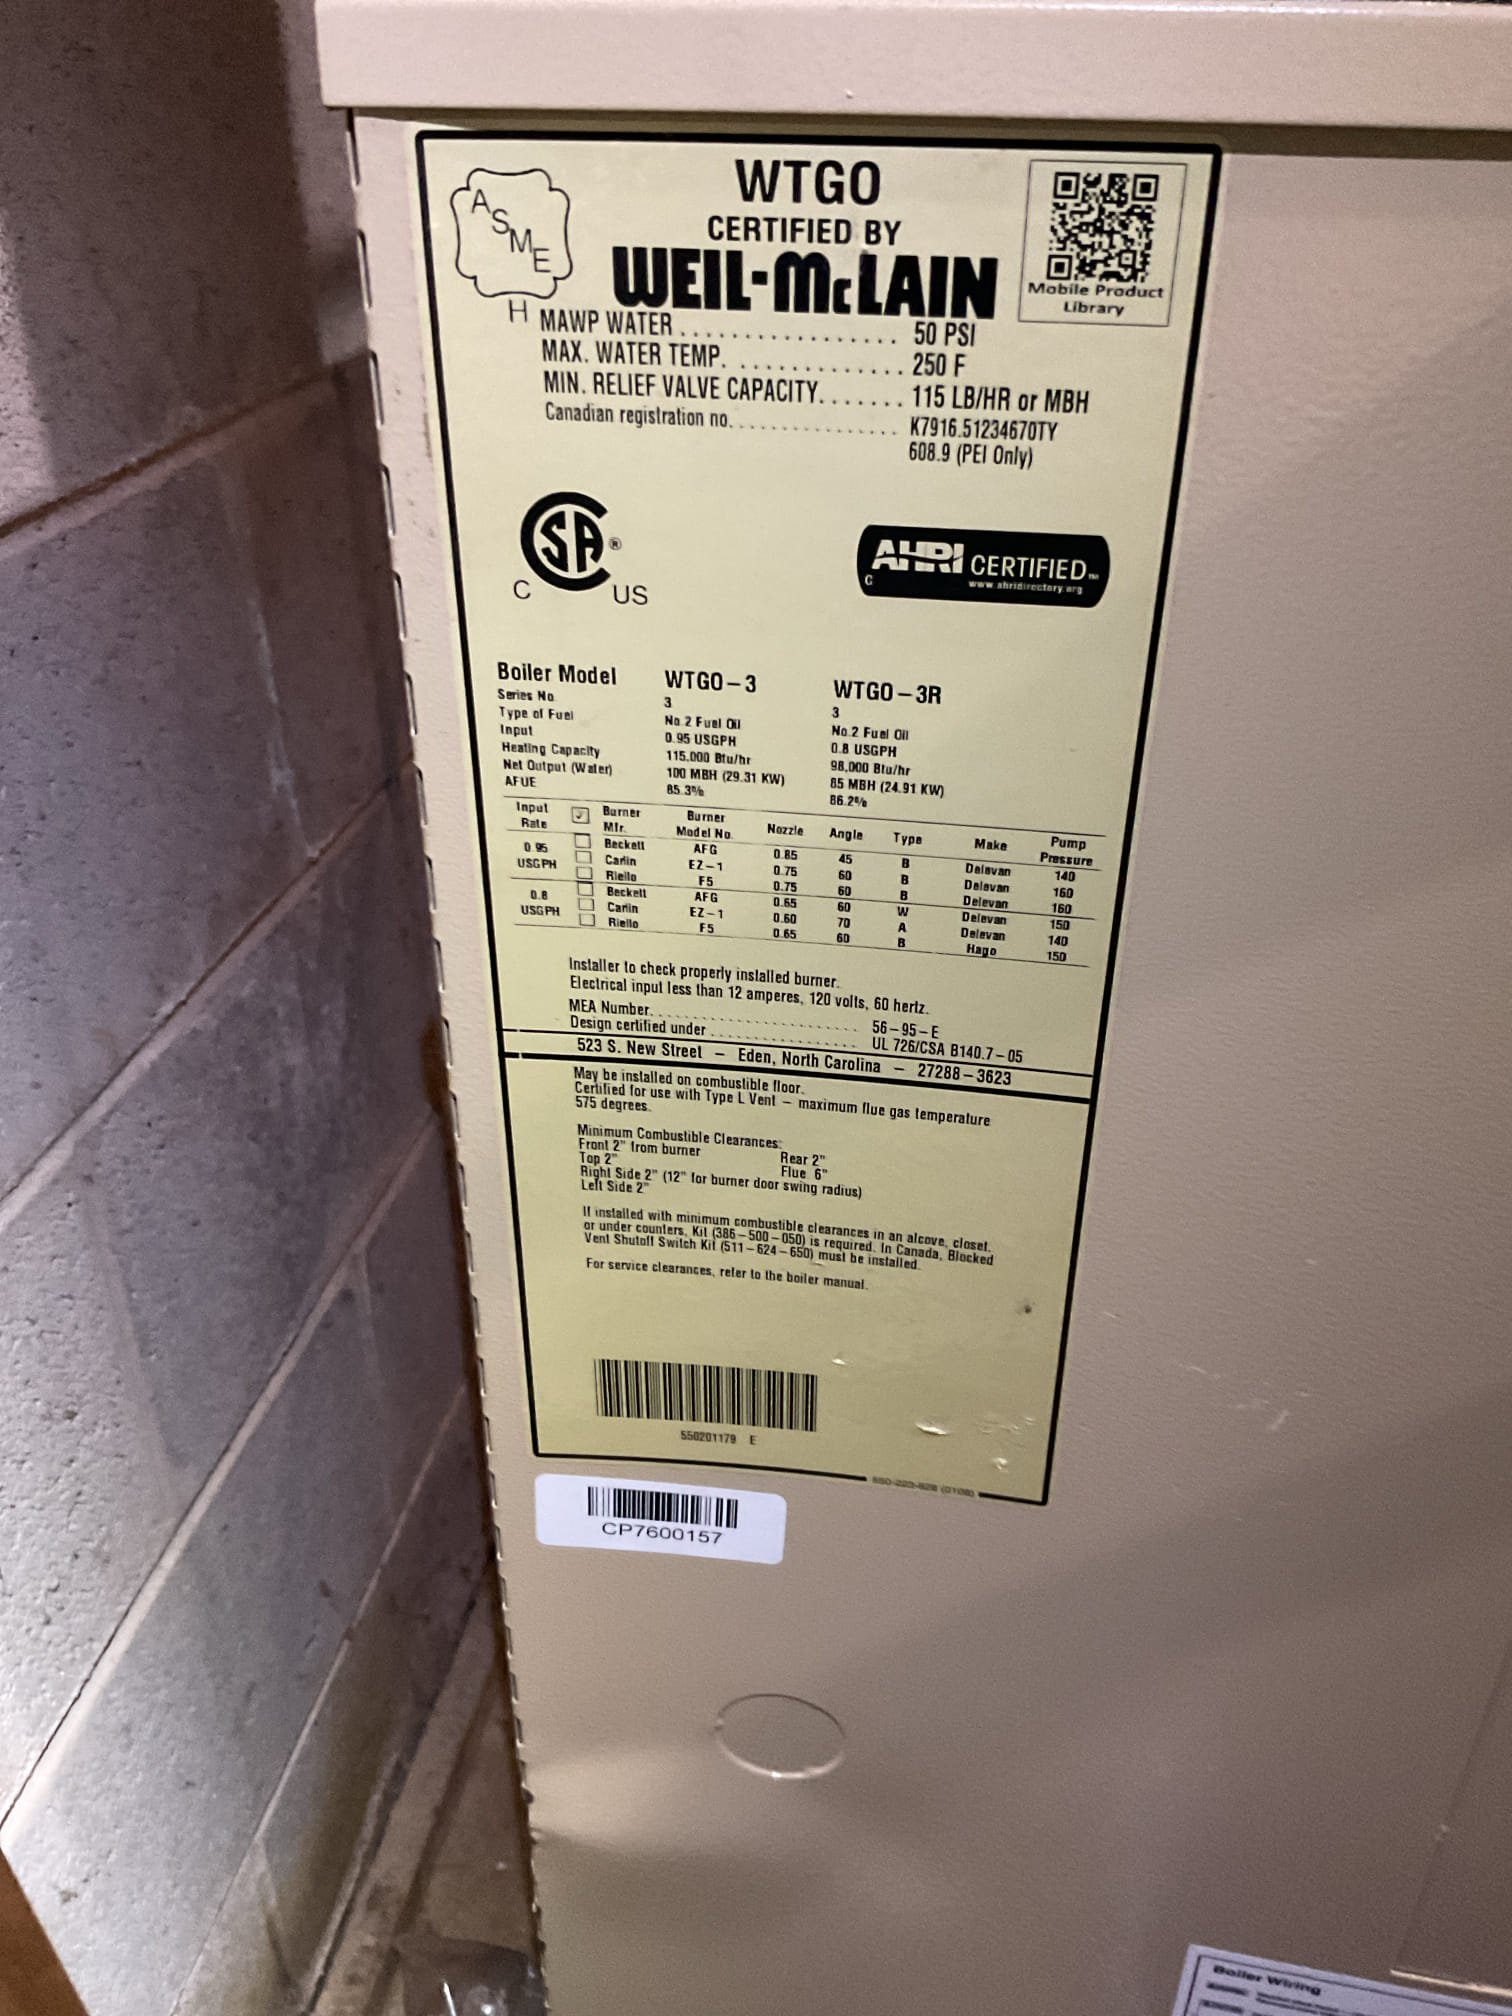 ASME
H
WTGO
CERTIFIED BY
WEIL-McLAIN
Mobile Product
Library
MAWP WATER ................ 50 PSI
MAX. WATER TEMP. ............. 250 F
MIN. RELIEF VALVE CAPACITY....... 115 LB/HR or MBH
Canadian registration no. ............... K7916.51234670TY
608.9 (PEI Only)
CSA ®
C US
AHRI CERTIFIED™
C www.ahridirectory.org
Boiler Model WTGO-3 WTGO-3R
Series No 3 3
Type of Fuel No.2 Fuel Oil No.2 Fuel Oil
Input 0.95 USGPH 0.8 USGPH
Heating Capacity 115,000 Btu/hr 98,000 Btu/hr
Net Output (Water) 100 MBH (29.31 KW) 85 MBH (24.91 KW)
AFUE 85.3% 86.2%
Input Rate ☑ Burner Mfr. Burner Model No. Nozzle Angle Type Make Pump Pressure
0.95 USGPH ☐ Beckett AFG 0.85 45 B Delavan 140
☐ Carlin EZ-1 0.75 60 B Delevan 160
☐ Riello F5 0.75 60 B Delevan 160
0.8 USGPH ☐ Beckett AFG 0.65 60 W Delevan 150
☐ Carlin EZ-1 0.60 70 A Delevan 140
☐ Riello F5 0.65 60 B Hago 150
Installer to check properly installed burner.
Electrical input less than 12 amperes, 120 volts, 60 hertz.
MEA Number. ......................... 56-95-E
Design certified under .................. UL 726/CSA B140.7-05
523 S. New Street – Eden, North Carolina – 27288-3623
May be installed on combustible floor.
Certified for use with Type L Vent – maximum flue gas temperature
575 degrees.
Minimum Combustible Clearances:
Front 2" from burner Rear 2"
Top 2" Flue 6"
Right Side 2" (12" for burner door swing radius)
Left Side 2"
If installed with minimum combustible clearances in an alcove, closet,
or under counters, Kit (386-500-050) is required. In Canada, Blocked
Vent Shutoff Switch Kit (511-624-650) must be installed.
For service clearances, refer to the boiler manual.
550201179 E
550-223-828 (0108)
CP7600157
Boiler Wiring